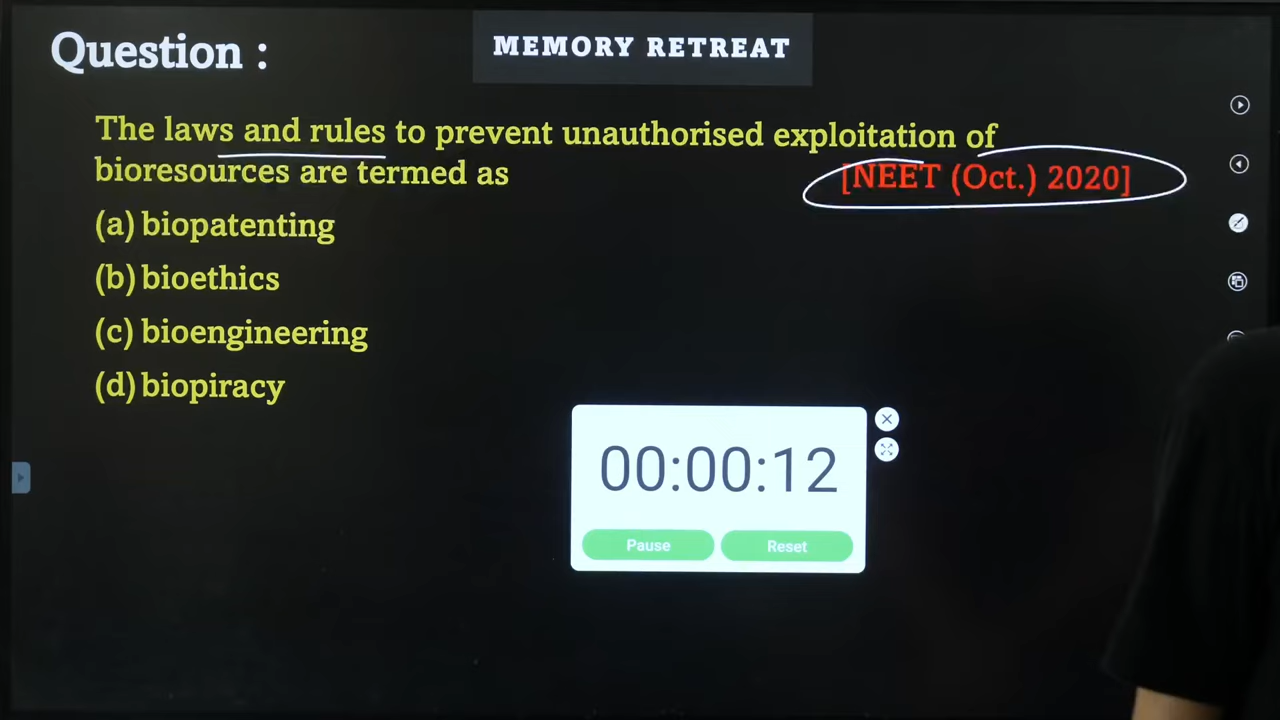 Question :
MEMORY RETREAT
The laws and rules to prevent unauthorised exploitation of
bioresources are termed as
[NEET (Oct.) 2020]
(a) biopatenting
(b) bioethics
(c) bioengineering
(d) biopiracy
00:00:12
Pause
Reset